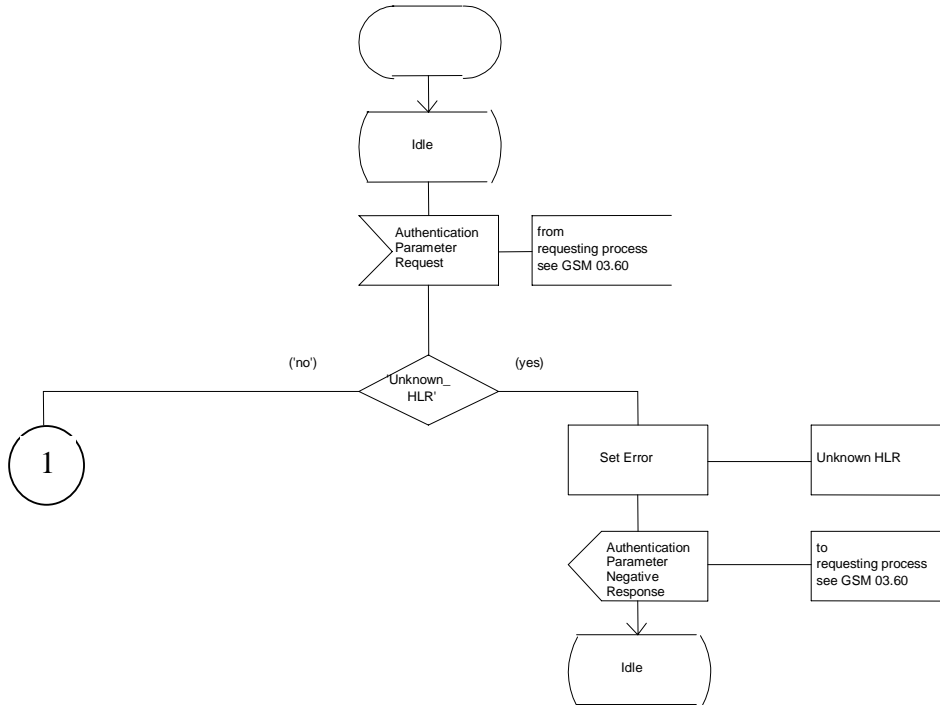 Idle
Authentication
Parameter
Request
from
requesting process
see GSM 03.60
('no')
(yes)
'Unknown_
HLR'
1
Set Error
Unknown HLR
Authentication
Parameter
Negative
Response
to
requesting process
see GSM 03.60
Idle